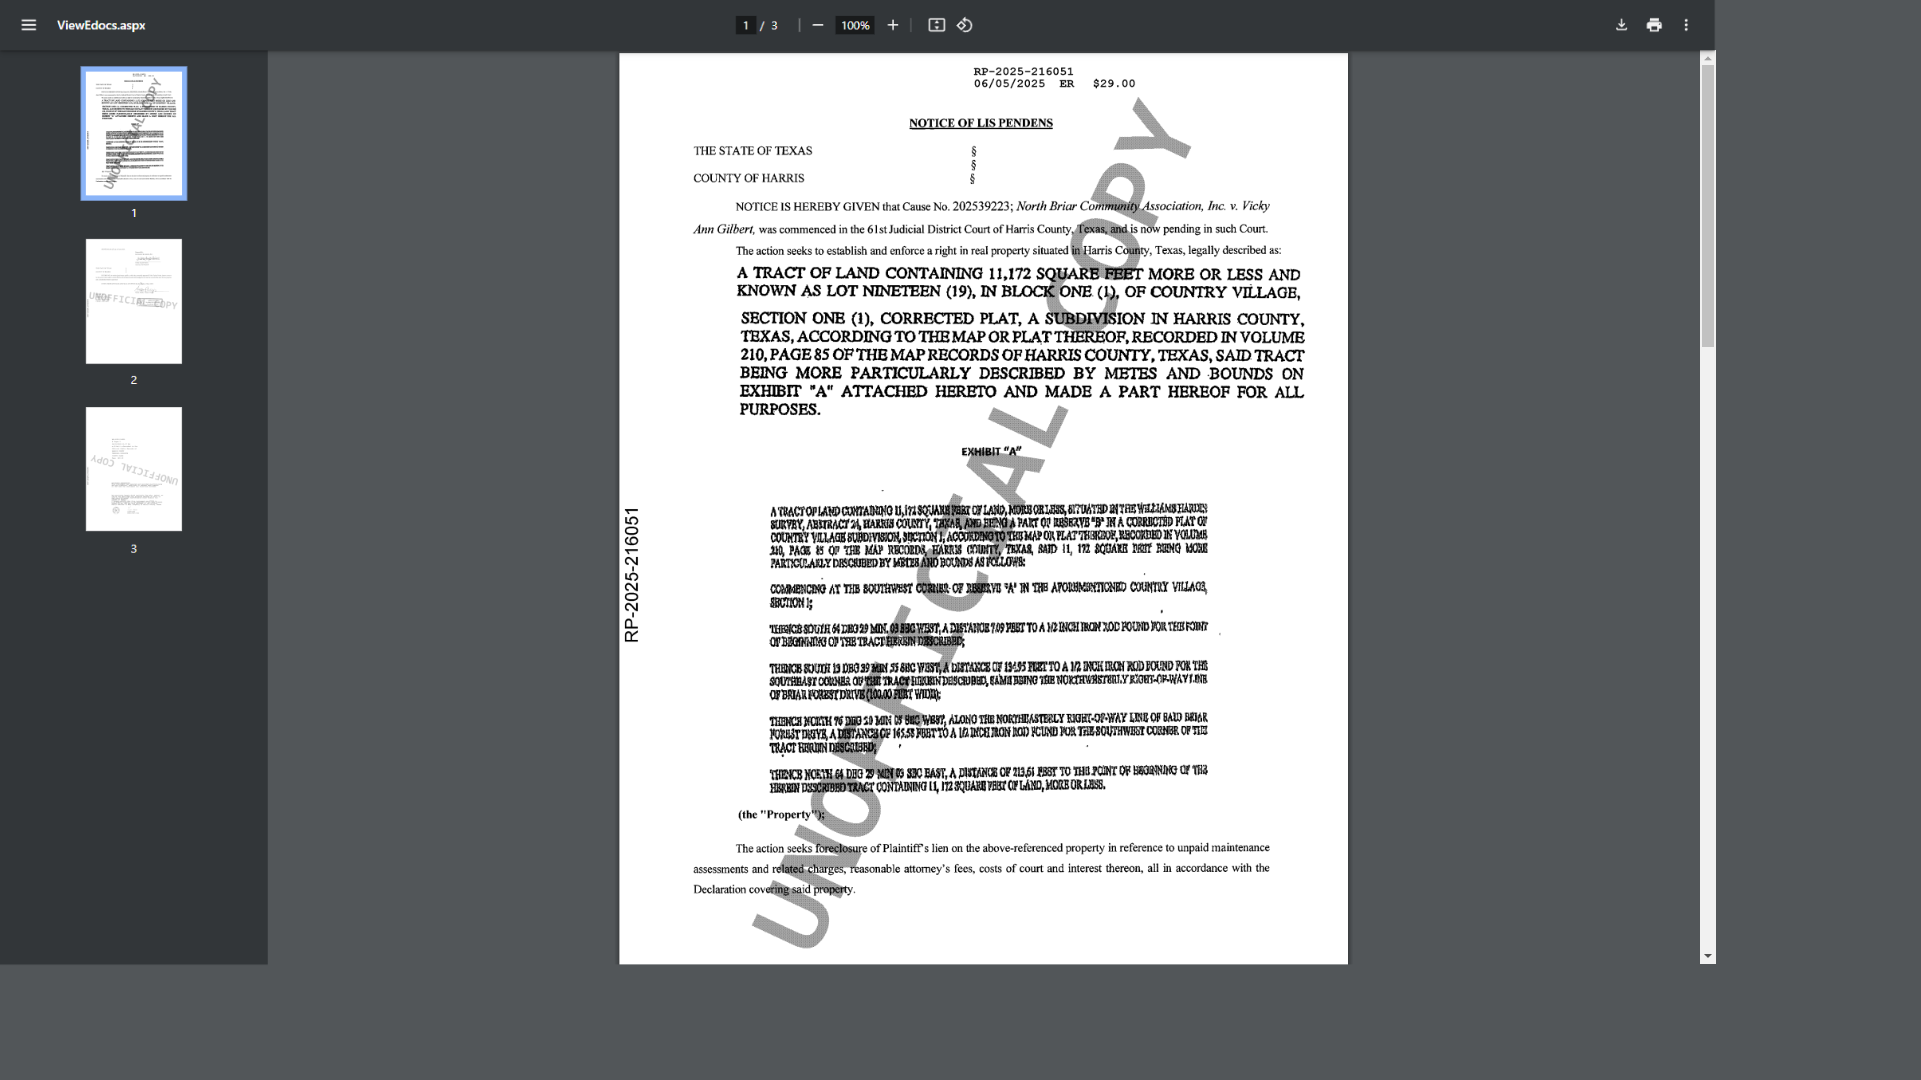 ViewEdocs.aspx
1 / 3
100%
1
2
3
RP-2025-216051
06/05/2025 ER $29.00
NOTICE OF LIS PENDENS
THE STATE OF TEXAS §
§
COUNTY OF HARRIS §
NOTICE IS HEREBY GIVEN that Cause No. 202539223; North Briar Community Association, Inc. v. Vicky
Ann Gilbert, was commenced in the 61st Judicial District Court of Harris County, Texas, and is now pending in such Court.
The action seeks to establish and enforce a right in real property situated in Harris County, Texas, legally described as:
A TRACT OF LAND CONTAINING 11,172 SQUARE FEET MORE OR LESS AND
KNOWN AS LOT NINETEEN (19), IN BLOCK ONE (1), OF COUNTRY VILLAGE,
SECTION ONE (1), CORRECTED PLAT, A SUBDIVISION IN HARRIS COUNTY,
TEXAS, ACCORDING TO THE MAP OR PLAT THEREOF, RECORDED IN VOLUME
210, PAGE 85 OF THE MAP RECORDS OF HARRIS COUNTY, TEXAS, SAID TRACT
BEING MORE PARTICULARLY DESCRIBED BY METES AND BOUNDS ON
EXHIBIT "A" ATTACHED HERETO AND MADE A PART HEREOF FOR ALL
PURPOSES.
EXHIBIT "A"
A TRACT OF LAND CONTAINING 11,172 SQUARE FEET OF LAND, MORE OR LESS, SITUATED IN THE WILLIAMS HARDIN
SURVEY, ABSTRACT 24, HARRIS COUNTY, TEXAS, AND BEING A PART OF RESERVE "B" IN A CORRECTED PLAT OF
COUNTRY VILLAGE SUBDIVISION, SECTION 1, ACCORDING TO THE MAP OR PLAT THEREOF, RECORDED IN VOLUME
210, PAGE 85 OF THE MAP RECORDS, HARRIS COUNTY, TEXAS, SAID 11, 172 SQUARE FEET BEING MORE
PARTICULARLY DESCRIBED BY METES AND BOUNDS AS FOLLOWS:
COMMENCING AT THE SOUTHWEST CORNER OF RESERVE "A" IN THE AFOREMENTIONED COUNTRY VILLAGE,
SECTION 1;
THENCE SOUTH 64 DEG 29 MIN. 03 SEC WEST, A DISTANCE 7.09 FEET TO A 1/2 INCH IRON ROD FOUND FOR THE POINT
OF BEGINNING OF THE TRACT HEREIN DESCRIBED;
THENCE SOUTH 13 DEG 39 MIN 55 SEC WEST, A DISTANCE OF 134.95 FEET TO A 1/2 INCH IRON ROD FOUND FOR THE
SOUTHEAST CORNER OF THE TRACT HEREIN DESCRIBED, SAME BEING THE NORTHWESTERLY RIGHT-OF-WAY LINE
OF BRIAR FOREST DRIVE (100.00 FEET WIDE);
THENCE NORTH 76 DEG 20 MIN 05 SEC WEST, ALONG THE NORTHEASTERLY RIGHT-OF-WAY LINE OF SAID BRIAR
FOREST DRIVE, A DISTANCE OF 165.58 FEET TO A 1/2 INCH IRON ROD FOUND FOR THE SOUTHWEST CORNER OF THE
TRACT HEREIN DESCRIBED;
THENCE NORTH 64 DEG 29 MIN 03 SEC EAST, A DISTANCE OF 213.61 FEET TO THE POINT OF BEGINNING OF THE
HEREIN DESCRIBED TRACT CONTAINING 11, 172 SQUARE FEET OF LAND, MORE OR LESS.
(the "Property");
The action seeks foreclosure of Plaintiff's lien on the above-referenced property in reference to unpaid maintenance
assessments and related charges, reasonable attorney's fees, costs of court and interest thereon, all in accordance with the
Declaration covering said property.
RP-2025-216051
UNOFFICIAL COPY